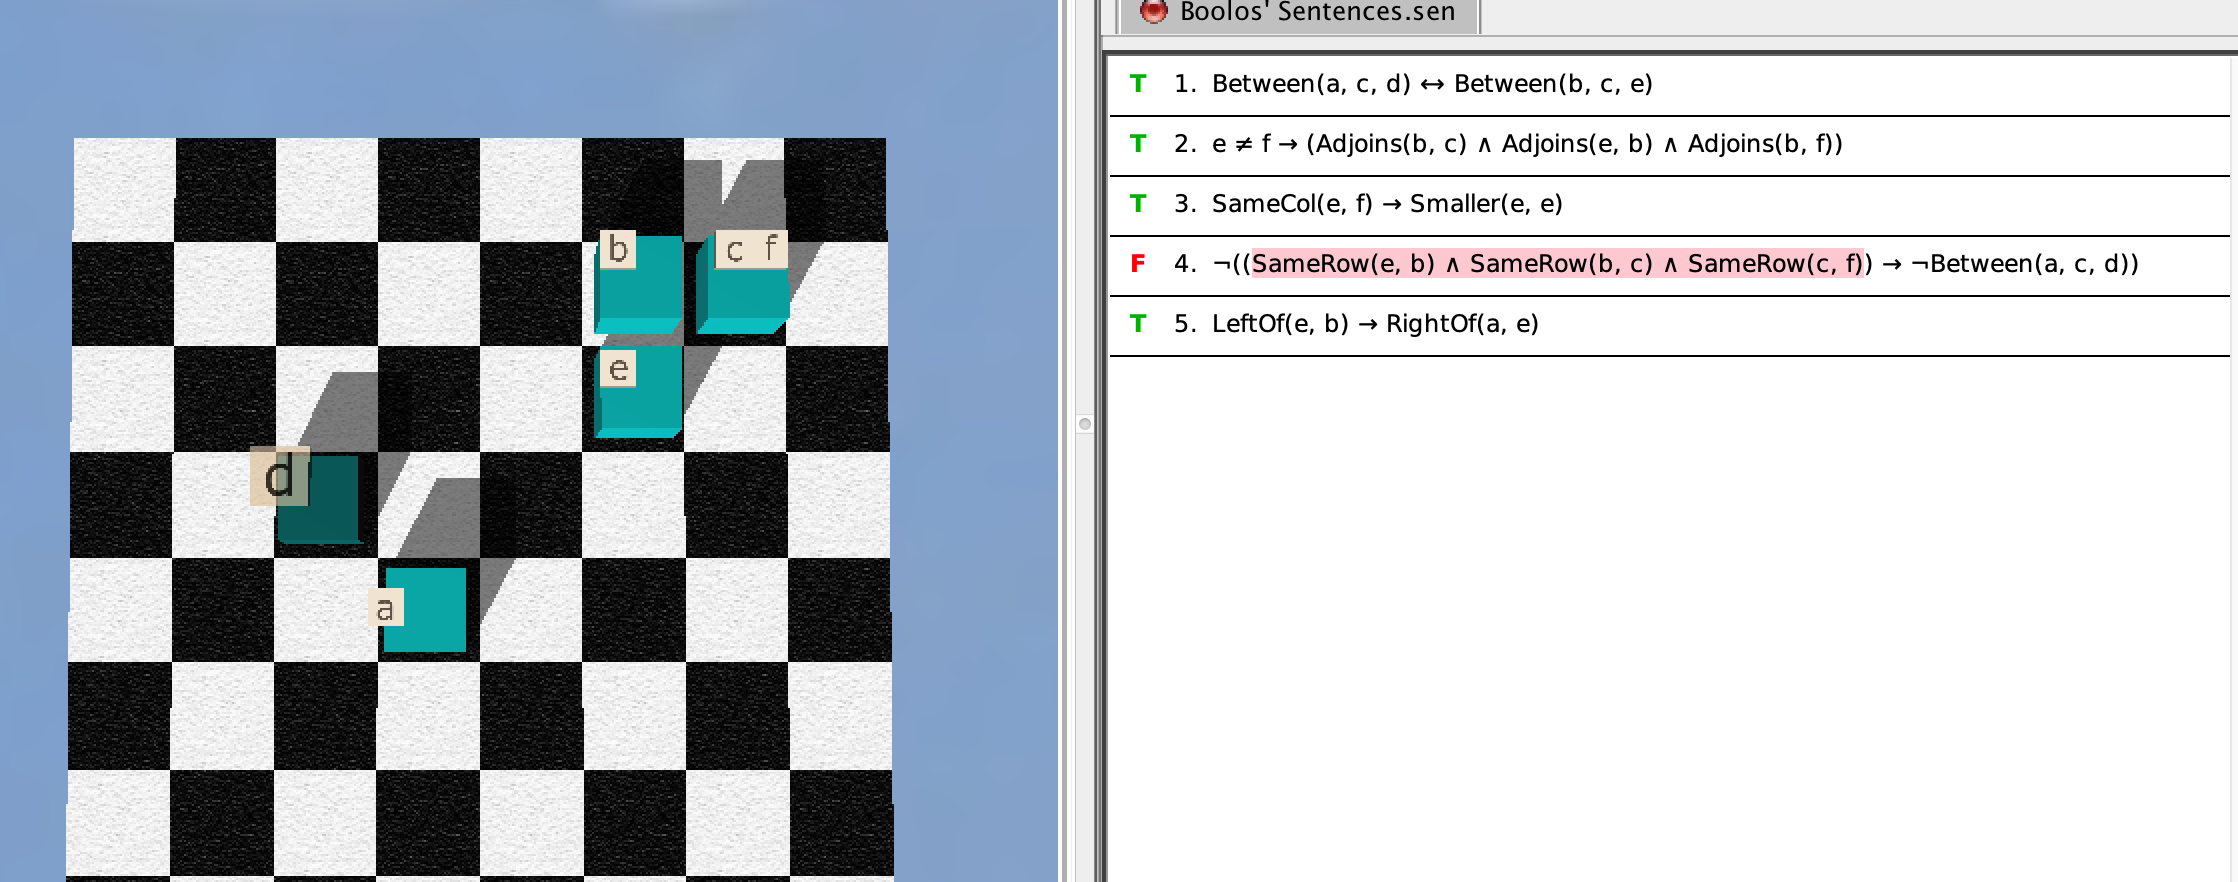 Boolos' Sentences.sen
T 1. Between(a, c, d) ↔ Between(b, c, e)
T 2. e ≠ f → (Adjoins(b, c) ∧ Adjoins(e, b) ∧ Adjoins(b, f))
T 3. SameCol(e, f) → Smaller(e, e)
F 4. ¬((SameRow(e, b) ∧ SameRow(b, c) ∧ SameRow(c, f)) → ¬Between(a, c, d))
T 5. LeftOf(e, b) → RightOf(a, e)
b
c f
e
d
a